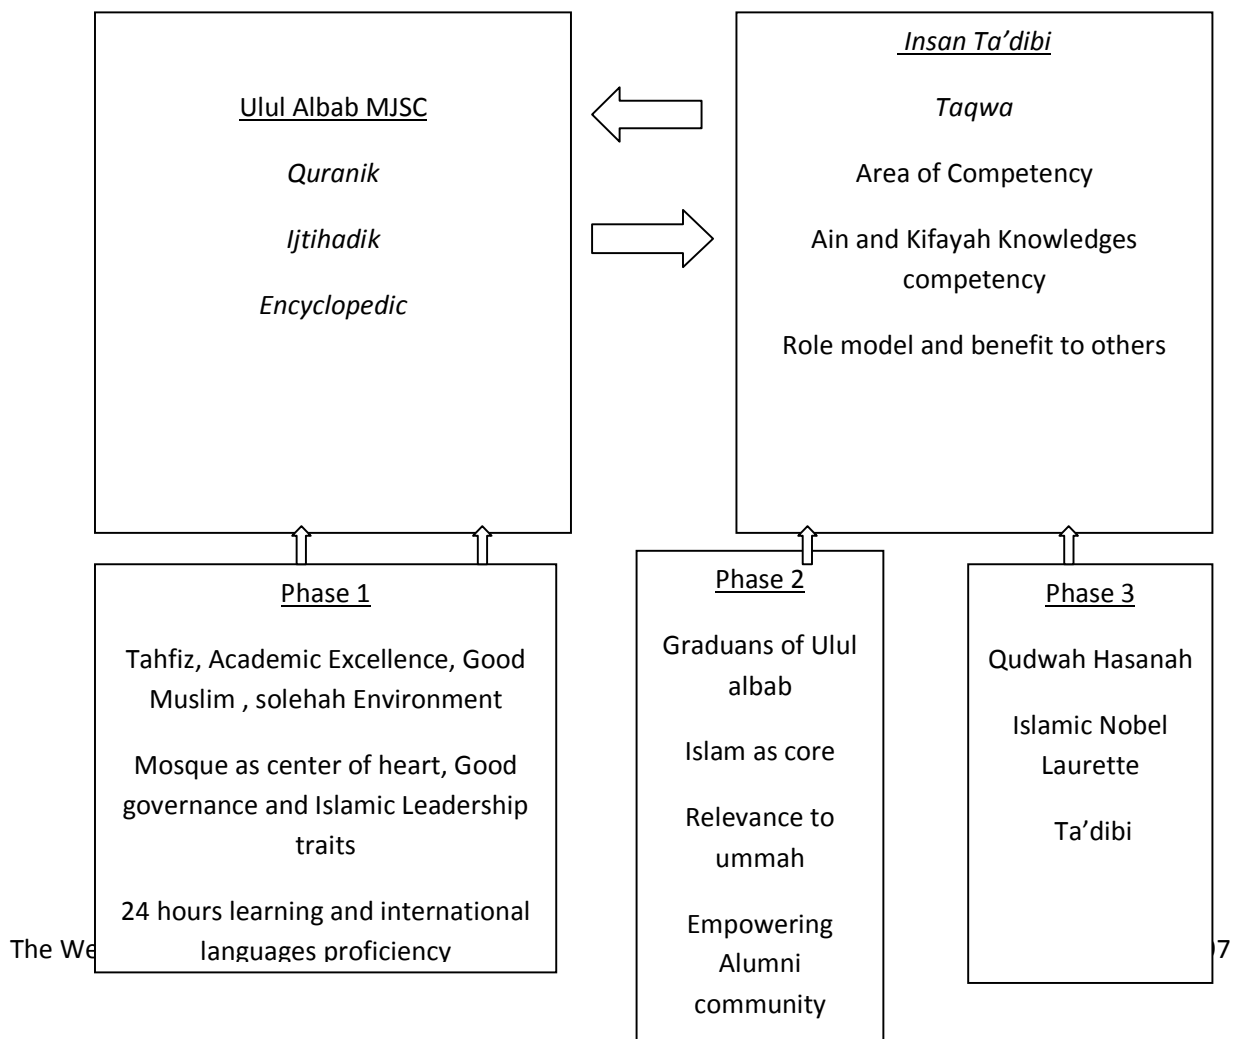 Ulul Albab MJSC
Quranik
Ijtihadik
Encyclopedic
Insan Ta’dibi
Taqwa
Area of Competency
Ain and Kifayah Knowledges
competency
Role model and benefit to others
Phase 1
Tahfiz, Academic Excellence, Good
Muslim , solehah Environment
Mosque as center of heart, Good
governance and Islamic Leadership
traits
24 hours learning and international
languages proficiency
Phase 2
Graduans of Ulul
albab
Islam as core
Relevance to
ummah
Empowering
Alumni
community
Phase 3
Qudwah Hasanah
Islamic Nobel
Laurette
Ta’dibi
The We
7